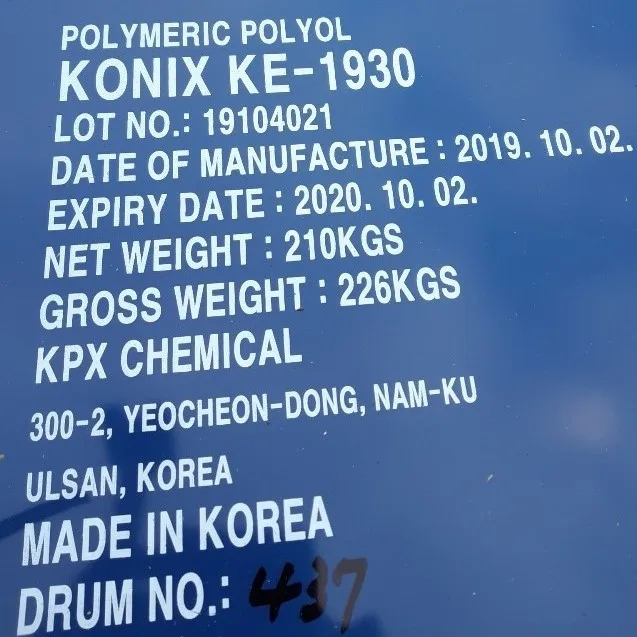 POLYMERIC POLYOL
KONIX KE-1930
LOT NO.: 19104021
DATE OF MANUFACTURE : 2019. 10. 02.
EXPIRY DATE : 2020. 10. 02.
NET WEIGHT : 210KGS
GROSS WEIGHT : 226KGS
KPX CHEMICAL
300-2, YEOCHEON-DONG, NAM-KU
ULSAN, KOREA
MADE IN KOREA
DRUM NO.: 437